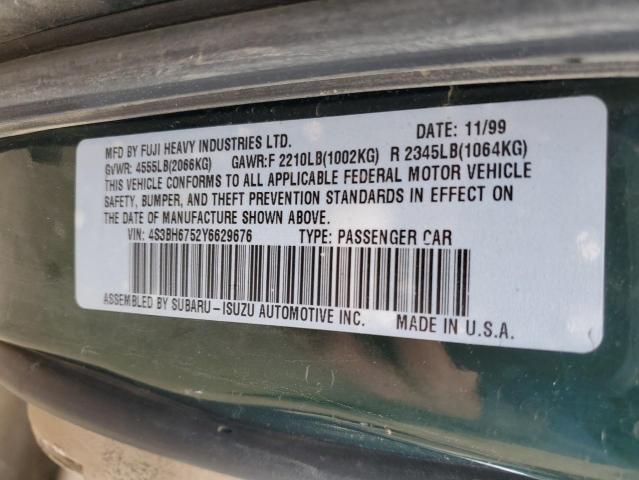 MFD BY FUJI HEAVY INDUSTRIES LTD. DATE: 11/99
GVWR: 4555LB(2066KG) GAWR:F 2210LB(1002KG) R 2345LB(1064KG)
THIS VEHICLE CONFORMS TO ALL APPLICABLE FEDERAL MOTOR VEHICLE
SAFETY, BUMPER, AND THEFT PREVENTION STANDARDS IN EFFECT ON
THE DATE OF MANUFACTURE SHOWN ABOVE.
VIN: 4S3BH6752Y6629676 TYPE: PASSENGER CAR
ASSEMBLED BY SUBARU-ISUZU AUTOMOTIVE INC. MADE IN U.S.A.